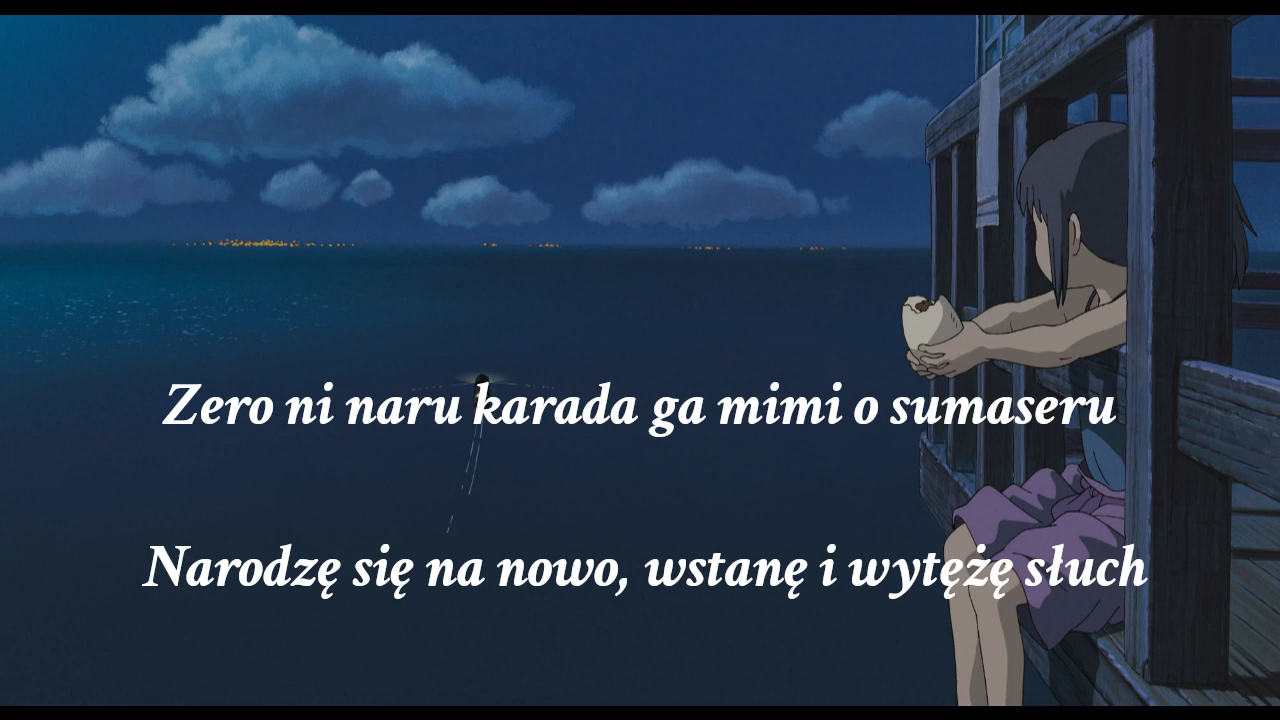 Zero ni naru karada ga mimi o sumaseru
Narodzę się na nowo, wstanę i wytężę słuch